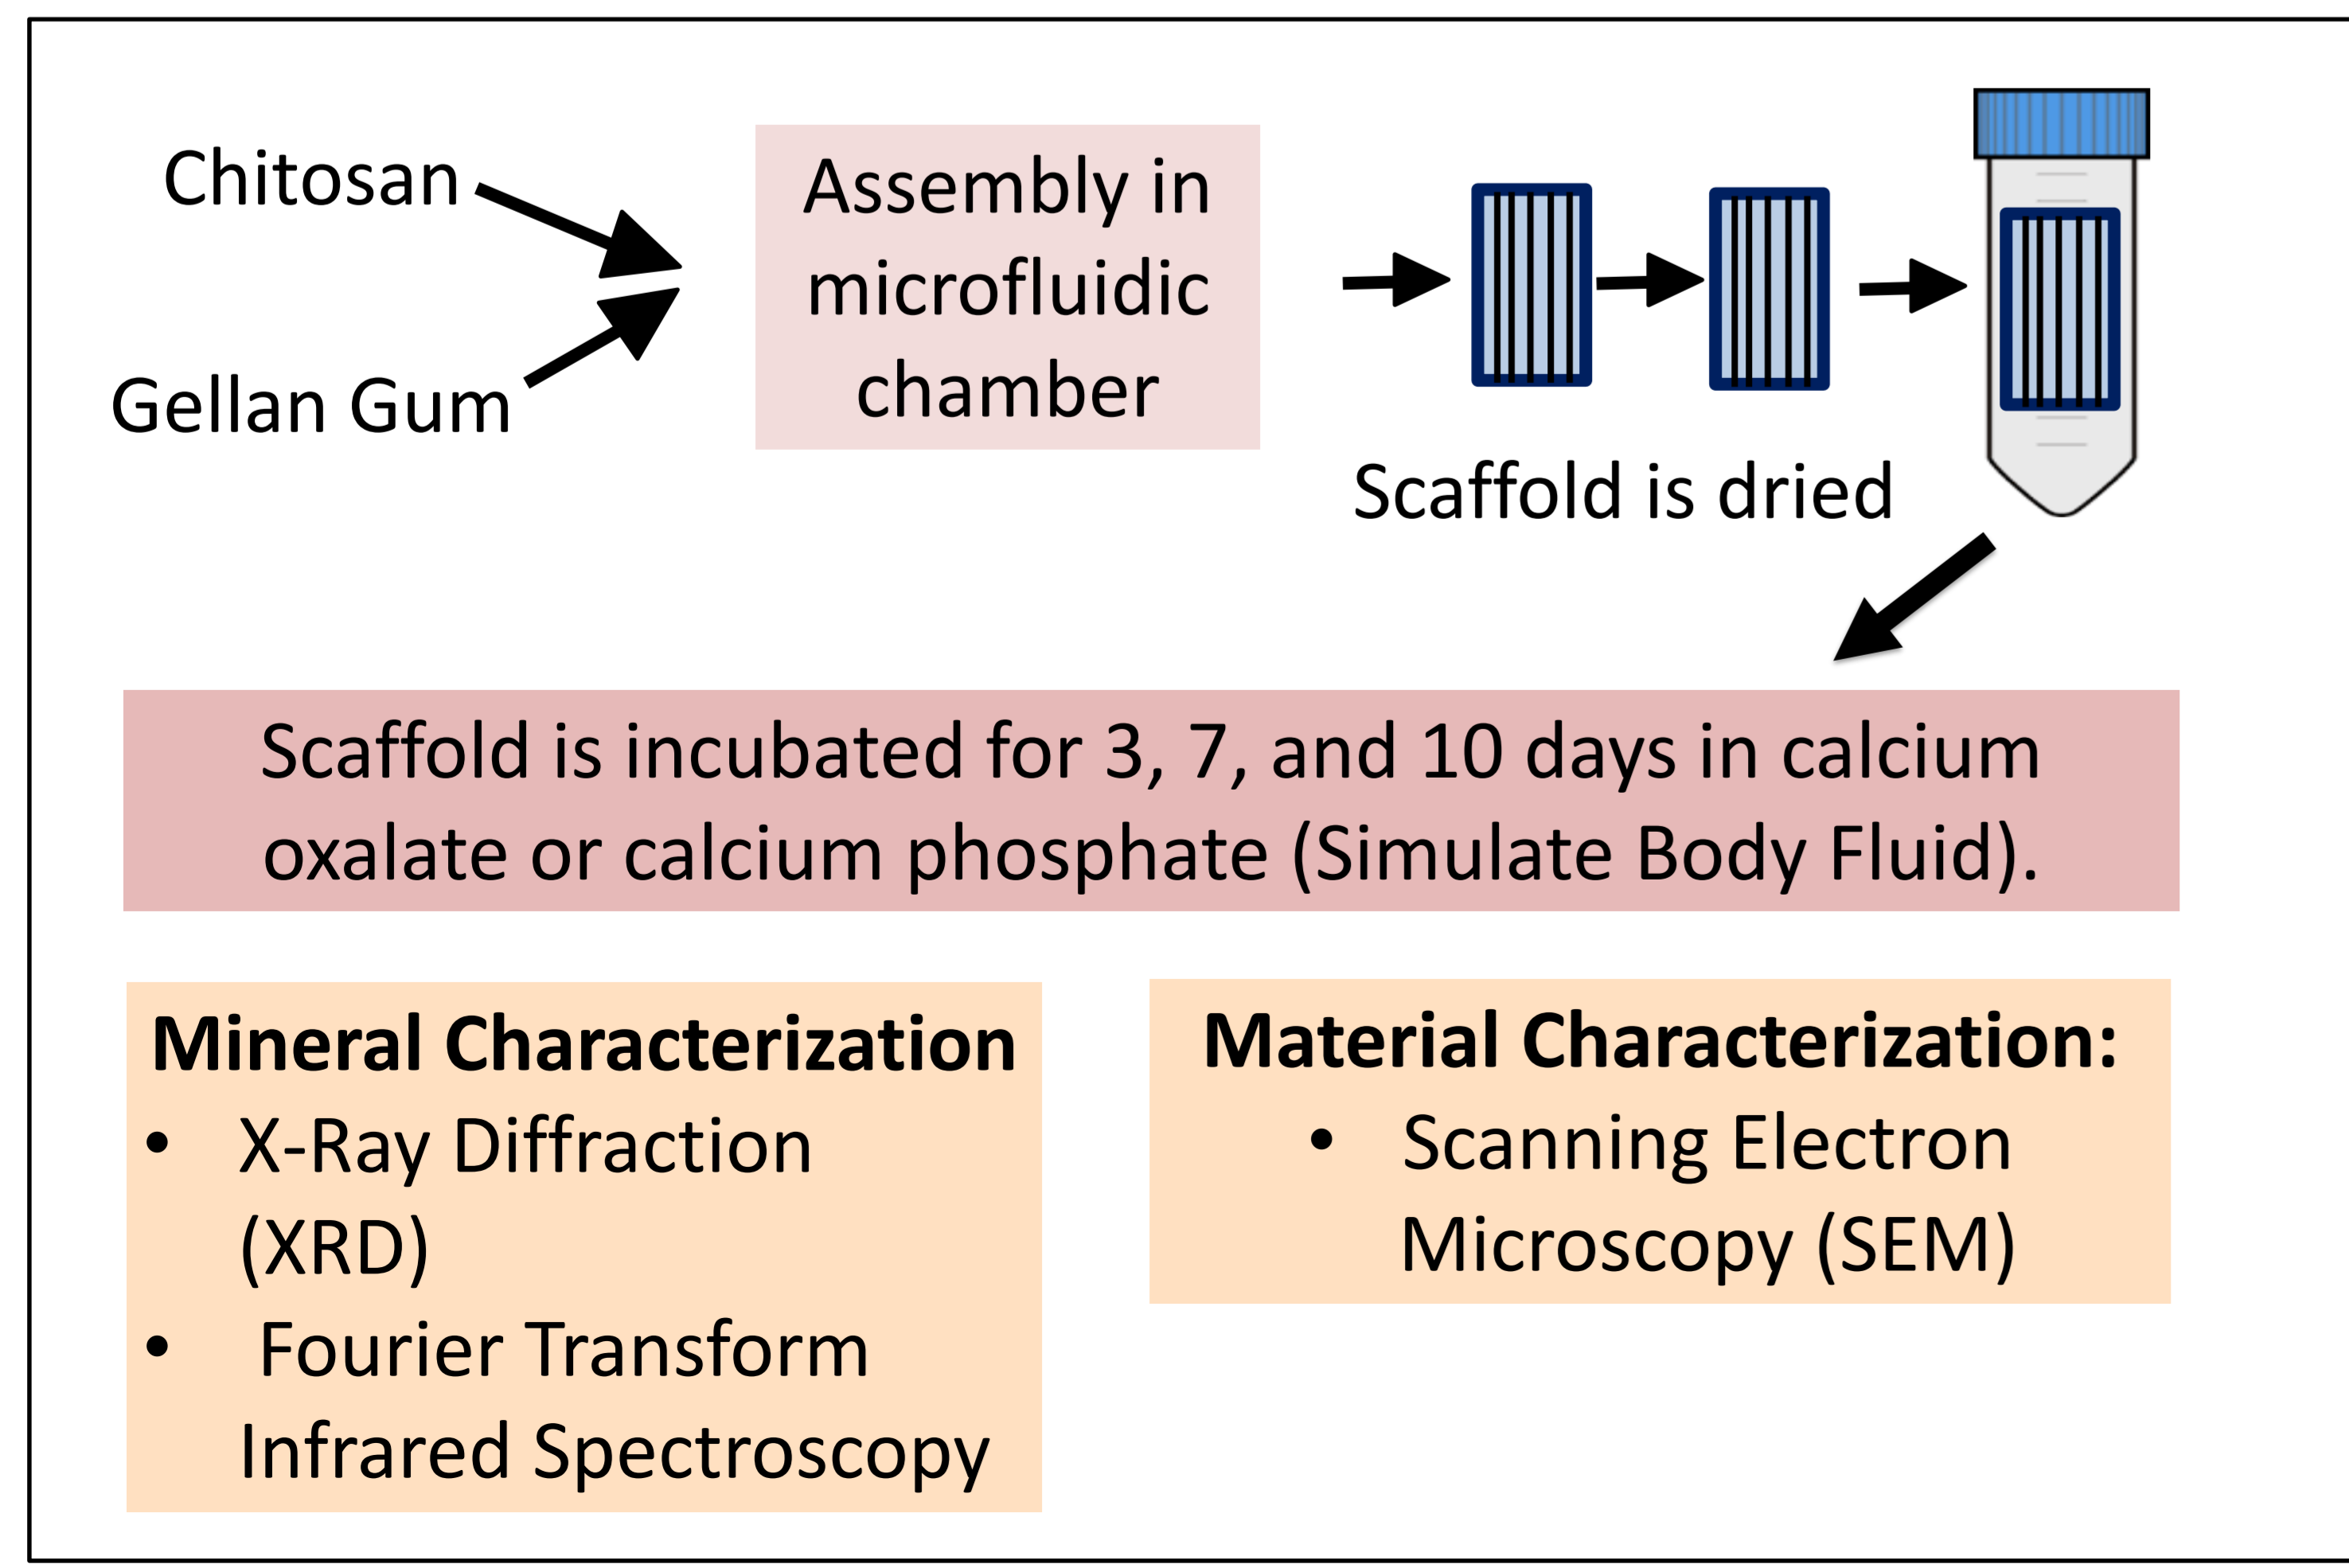 Chitosan
Gellan Gum
Assembly in
microfluidic
chamber
Scaffold is dried
Scaffold is incubated for 3, 7, and 10 days in calcium
oxalate or calcium phosphate (Simulate Body Fluid).
Mineral Characterization
• X-Ray Diffraction
(XRD)
• Fourier Transform
Infrared Spectroscopy
Material Characterization:
• Scanning Electron
Microscopy (SEM)